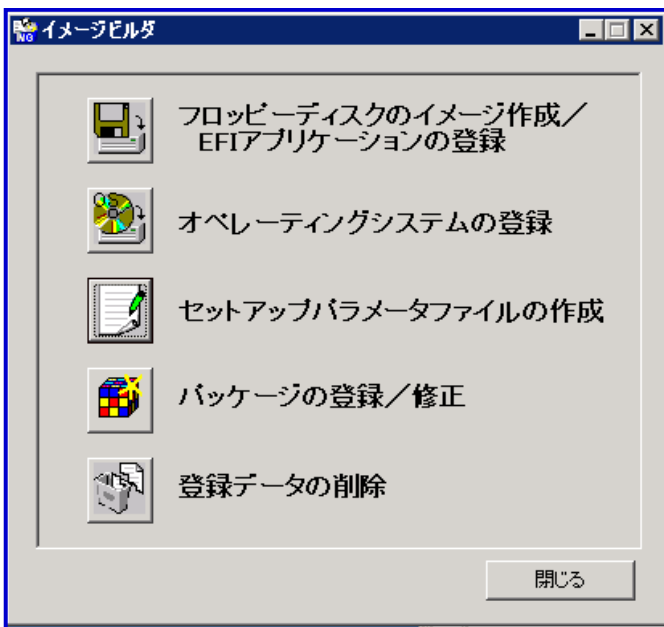 イメージビルダ
フロッピーディスクのイメージ作成／
EFIアプリケーションの登録
オペレーティングシステムの登録
セットアップパラメータファイルの作成
パッケージの登録／修正
登録データの削除
閉じる